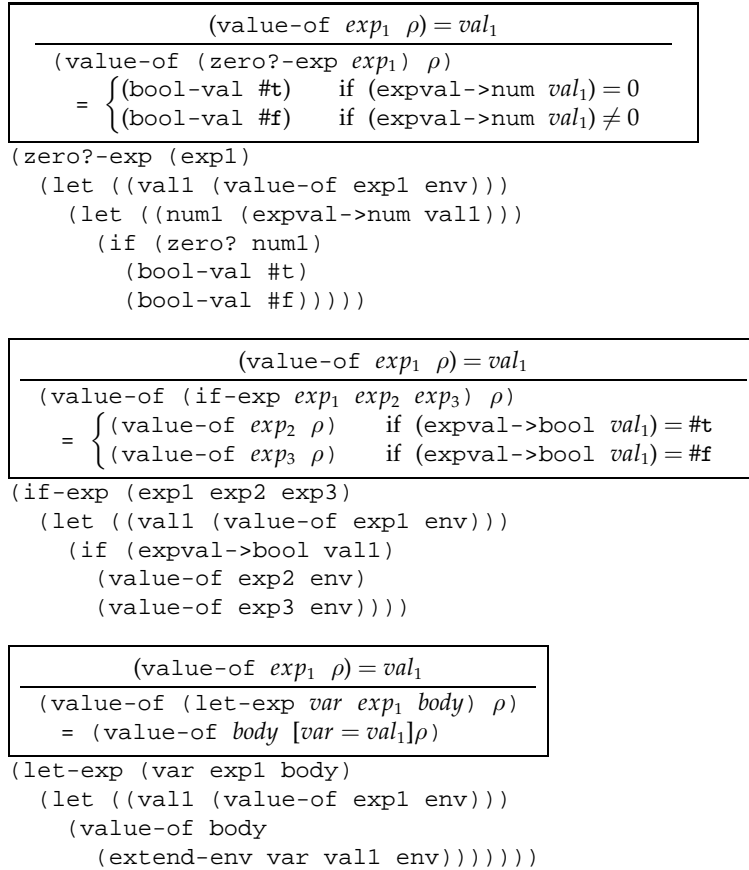 (value-of exp₁ ρ) = val₁
(value-of (zero?-exp exp₁) ρ)
= { (bool-val #t) if (expval->num val₁) = 0
(bool-val #f) if (expval->num val₁) ≠ 0
(zero?-exp (exp1)
(let ((val1 (value-of exp1 env)))
(let ((num1 (expval->num val1)))
(if (zero? num1)
(bool-val #t)
(bool-val #f)))))
(value-of exp₁ ρ) = val₁
(value-of (if-exp exp₁ exp₂ exp₃) ρ)
= { (value-of exp₂ ρ) if (expval->bool val₁) = #t
(value-of exp₃ ρ) if (expval->bool val₁) = #f
(if-exp (exp1 exp2 exp3)
(let ((val1 (value-of exp1 env)))
(if (expval->bool val1)
(value-of exp2 env)
(value-of exp3 env))))
(value-of exp₁ ρ) = val₁
(value-of (let-exp var exp₁ body) ρ)
= (value-of body [var = val₁]ρ)
(let-exp (var exp1 body)
(let ((val1 (value-of exp1 env)))
(value-of body
(extend-env var val1 env)))))))